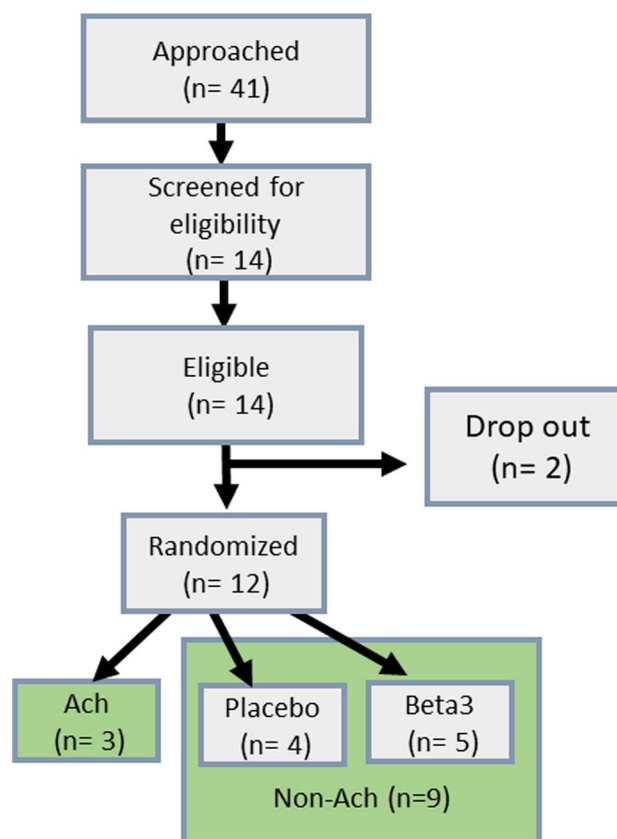 Approached
(n= 41)
Screened for
eligibility
(n= 14)
Eligible
(n= 14)
Drop out
(n= 2)
Randomized
(n= 12)
Ach
(n= 3)
Placebo
(n= 4)
Beta3
(n= 5)
Non-Ach (n=9)